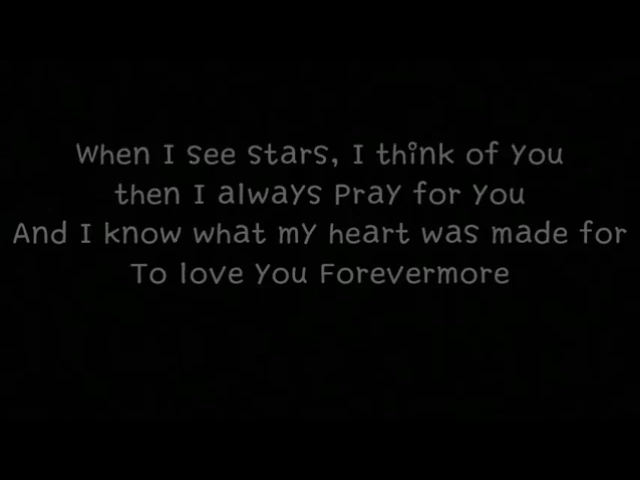 When I see stars, I think of You
then I always Pray for You
And I know what my heart was made for
To love You Forevermore